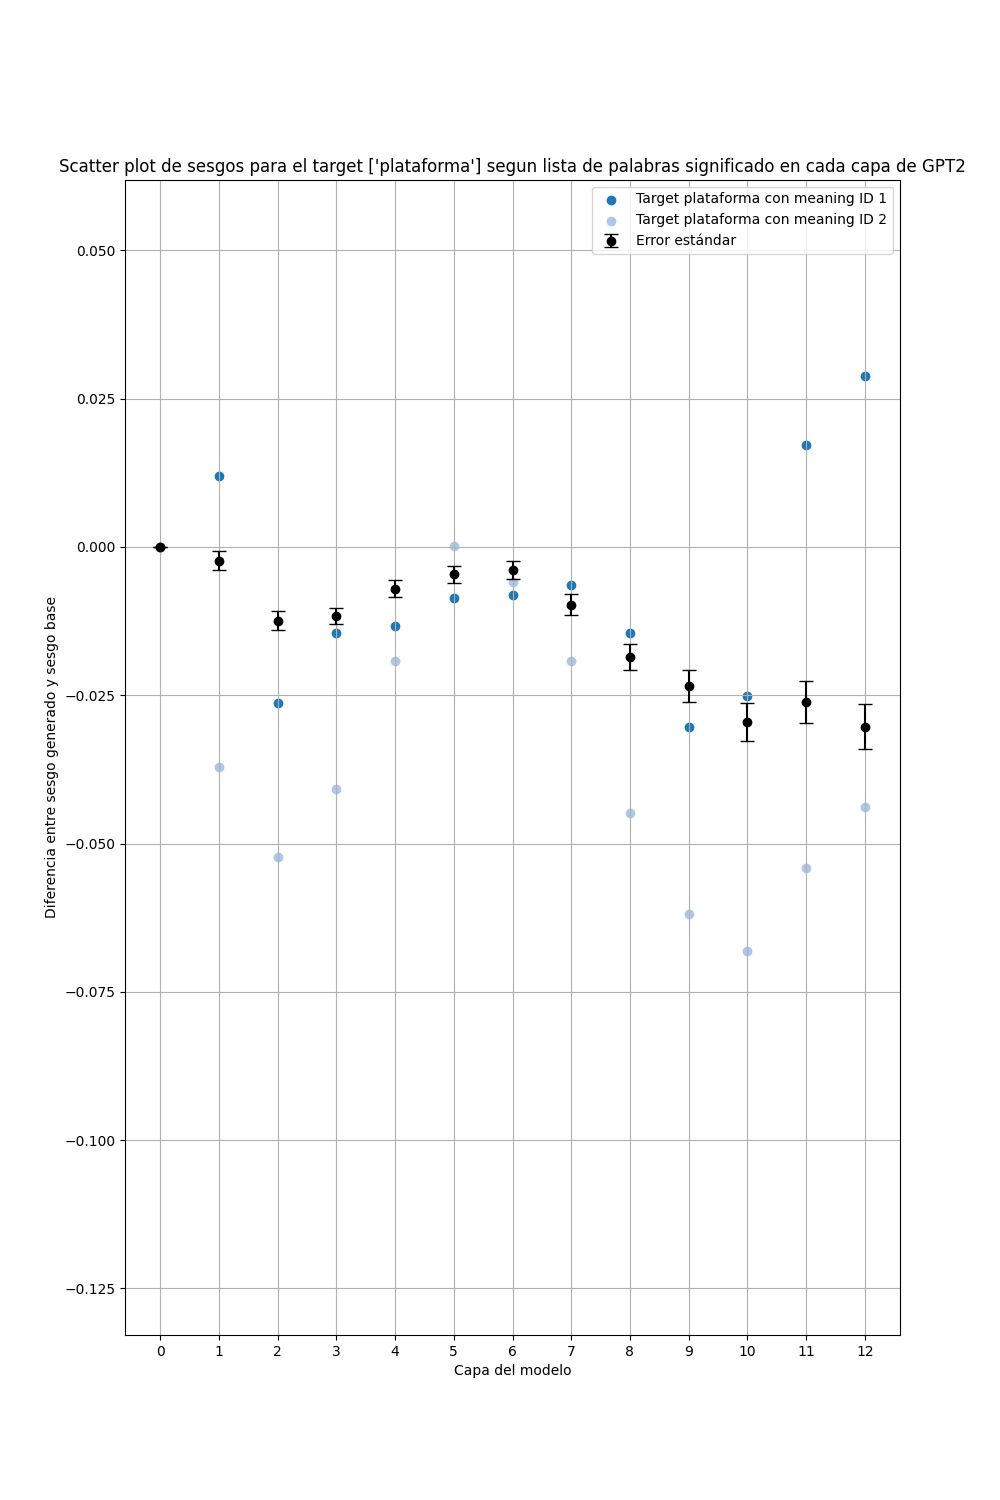 Scatter plot de sesgos para el target ['plataforma'] segun lista de palabras significado en cada capa de GPT2
Target plataforma con meaning ID 1
Target plataforma con meaning ID 2
Error estándar
0.050
0.025
0.000
−0.025
−0.050
−0.075
−0.100
−0.125
Diferencia entre sesgo generado y sesgo base
0 1 2 3 4 5 6 7 8 9 10 11 12
Capa del modelo